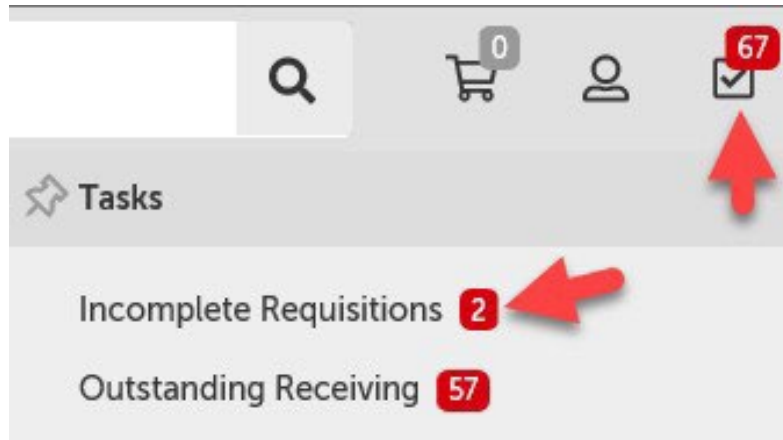 0
67
Tasks
Incomplete Requisitions 2
Outstanding Receiving 57